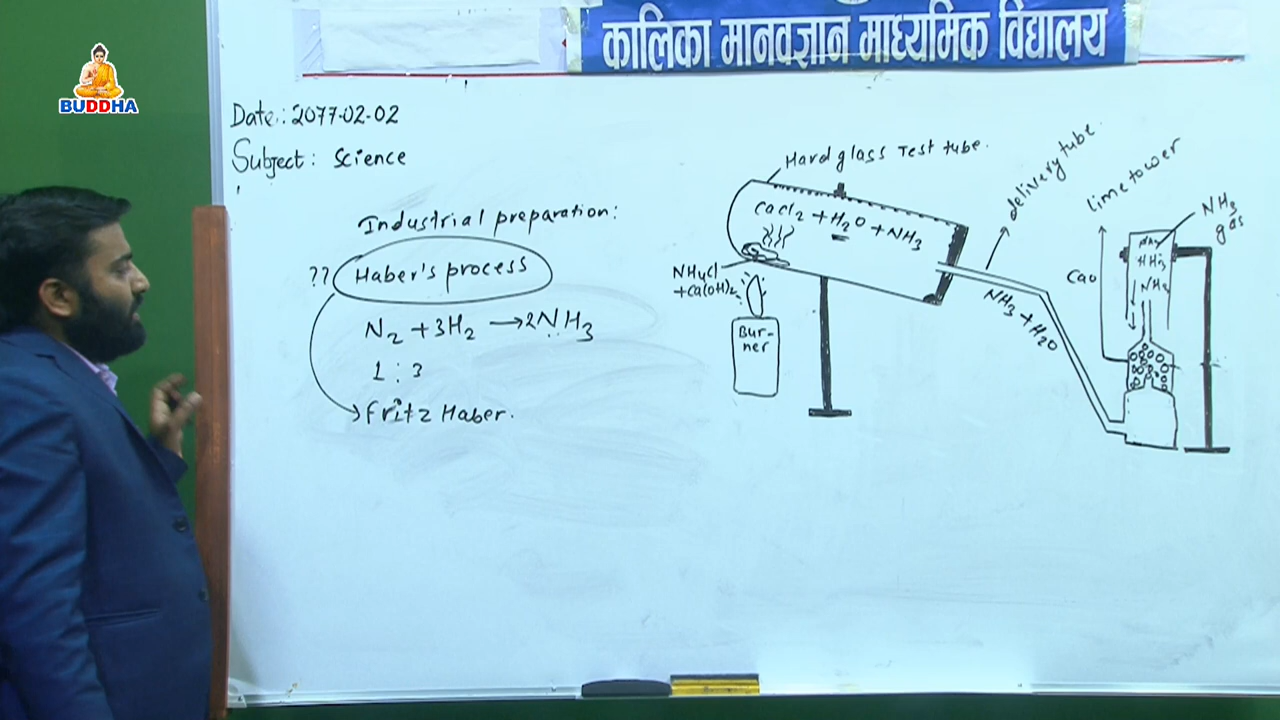 BUDDHA
कालिका मानवज्ञान माध्यमिक विद्यालय
Date: 2077-02-02
Subject: Science
Industrial preparation:
?? Haber's process
N2 + 3H2 → 2NH3
1 : 3
Fritz Haber.
Hard glass Test tube.
CaCl2 + H2O + NH3
NH4Cl
+Ca(OH)2
Bur-
ner
delivery tube.
NH3 + H2O
lime tower
CaO
NH3
gas
NH3
NH3